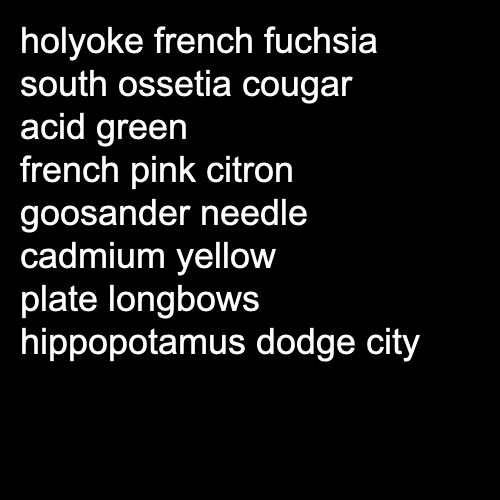 holyoke french fuchsia
south ossetia cougar
acid green
french pink citron
goosander needle
cadmium yellow
plate longbows
hippopotamus dodge city